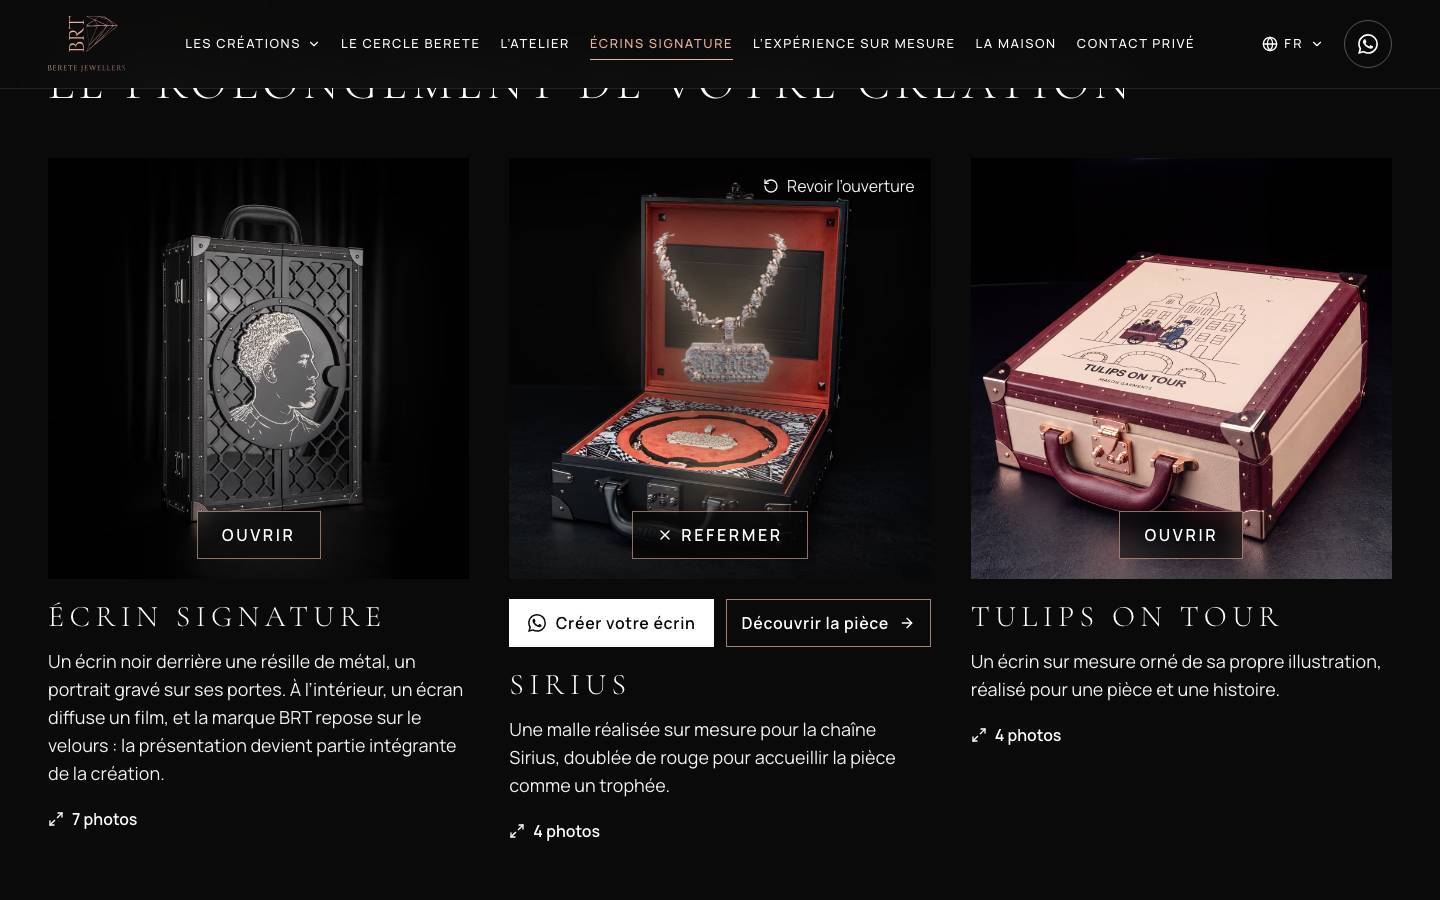 BRT
BERETE JEWELLERS
LES CRÉATIONS
LE CERCLE BERETE
L'ATELIER
ÉCRINS SIGNATURE
L'EXPÉRIENCE SUR MESURE
LA MAISON
CONTACT PRIVÉ
FR
LE PROLONGEMENT DE VOTRE CRÉATION
Revoir l'ouverture
TULIPS ON TOUR
OUVRIR
REFERMER
OUVRIR
ÉCRIN SIGNATURE
Un écrin noir derrière une résille de métal, un
portrait gravé sur ses portes. À l'intérieur, un écran
diffuse un film, et la marque BRT repose sur le
velours : la présentation devient partie intégrante
de la création.
7 photos
Créer votre écrin
Découvrir la pièce
SIRIUS
Une malle réalisée sur mesure pour la chaîne
Sirius, doublée de rouge pour accueillir la pièce
comme un trophée.
4 photos
TULIPS ON TOUR
Un écrin sur mesure orné de sa propre illustration,
réalisé pour une pièce et une histoire.
4 photos